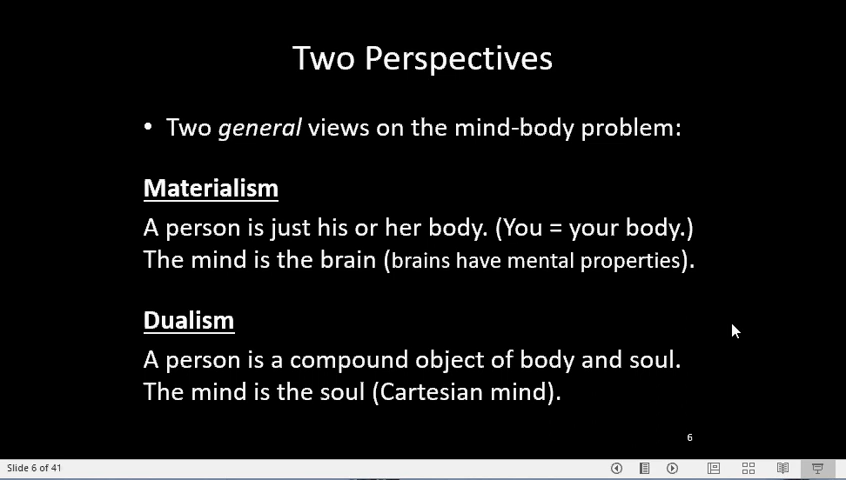 Two Perspectives
• Two general views on the mind-body problem:
Materialism
A person is just his or her body. (You = your body.)
The mind is the brain (brains have mental properties).
Dualism
A person is a compound object of body and soul.
The mind is the soul (Cartesian mind).
6
Slide 6 of 41